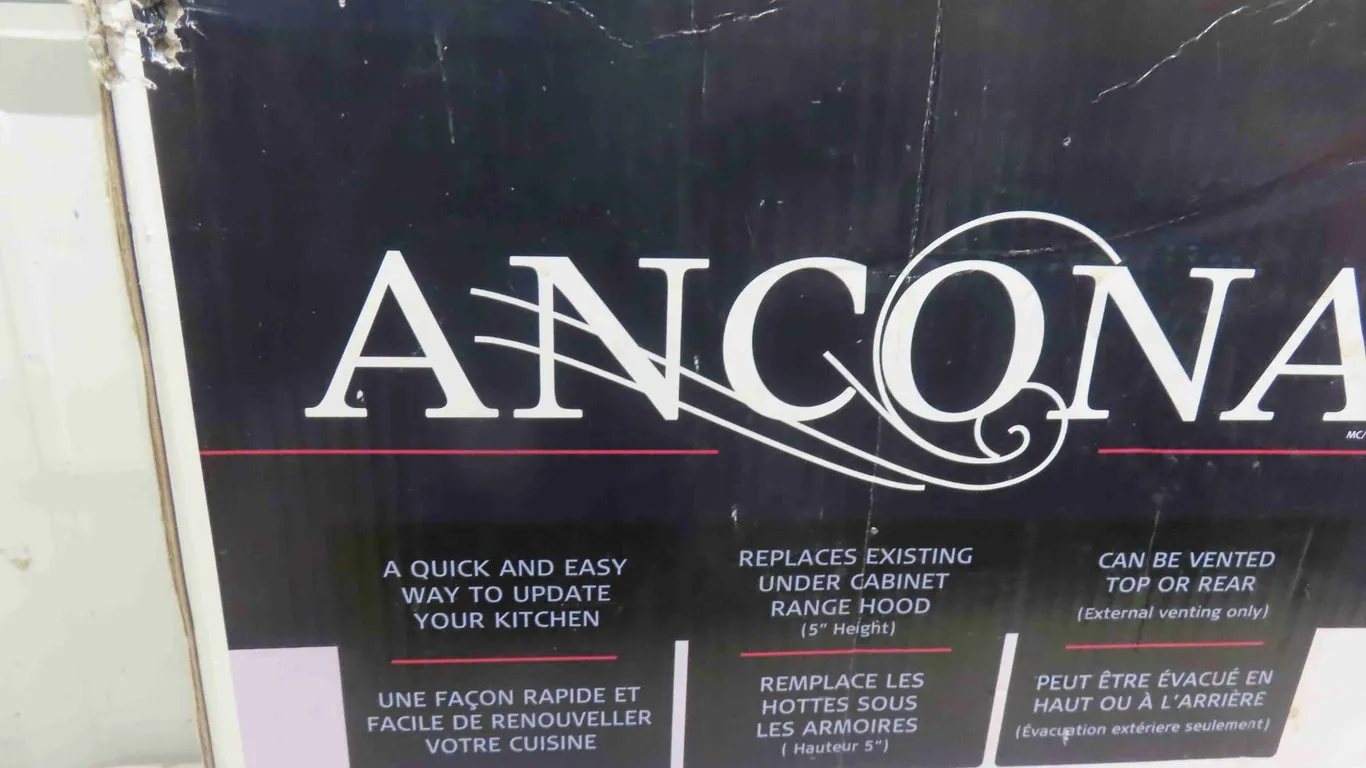 ANCONA
MC/
A QUICK AND EASY
WAY TO UPDATE
YOUR KITCHEN
UNE FAÇON RAPIDE ET
FACILE DE RENOUVELLER
VOTRE CUISINE
REPLACES EXISTING
UNDER CABINET
RANGE HOOD
(5" Height)
REMPLACE LES
HOTTES SOUS
LES ARMOIRES
( Hauteur 5")
CAN BE VENTED
TOP OR REAR
(External venting only)
PEUT ÊTRE ÉVACUÉ EN
HAUT OU À L'ARRIÈRE
(Évacuation extériere seulement)